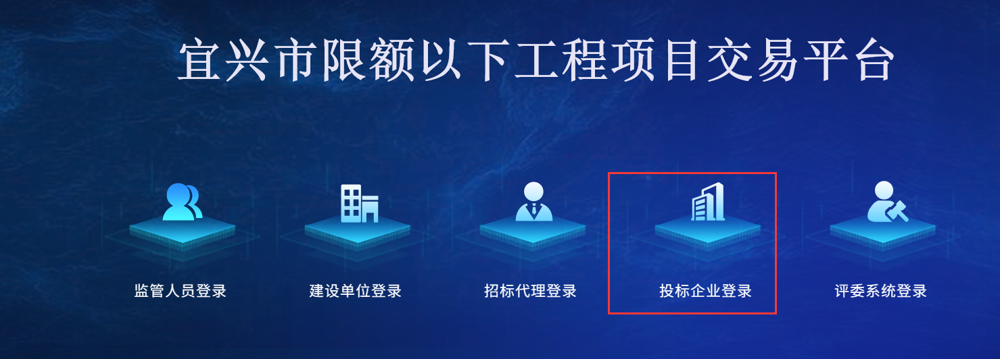 宜兴市限额以下工程项目交易平台
监管人员登录
建设单位登录
招标代理登录
投标企业登录
评委系统登录